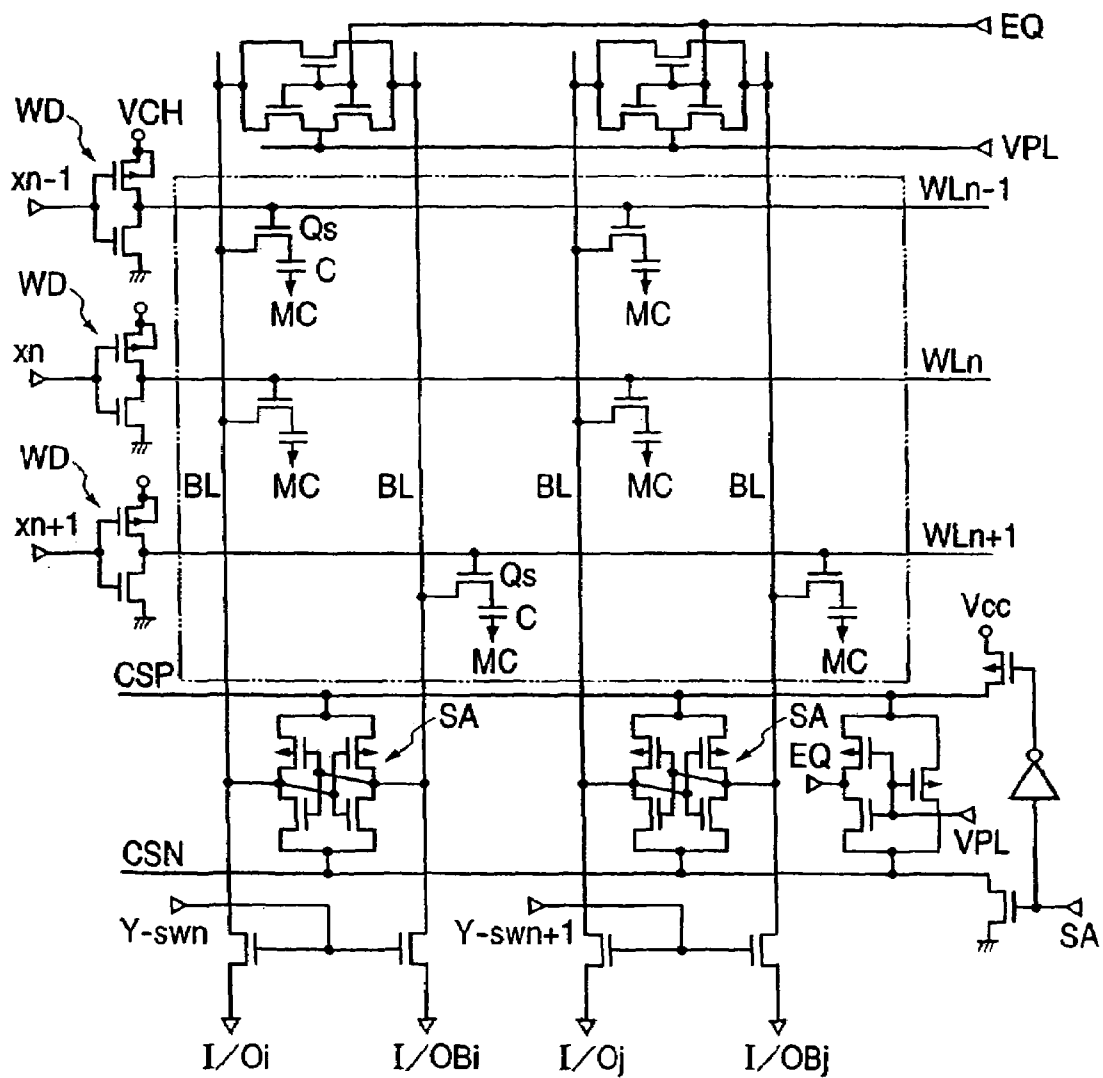 EQ
WD
VCH
VPL
xn-1
WLn-1
Qs
C
WD
MC
MC
xn
WLn
WD
BL
MC
BL
BL
MC
BL
xn+1
WLn+1
Qs
C
Vcc
MC
MC
CSP
SA
SA
EQ
VPL
CSN
Y-swn
Y-swn+1
SA
I/Oi
I/OBi
I/Oj
I/OBj